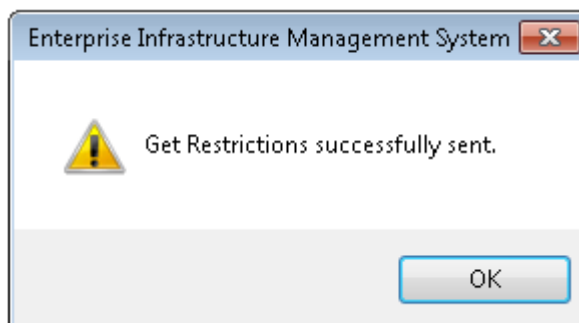 Enterprise Infrastructure Management System
Get Restrictions successfully sent.
OK